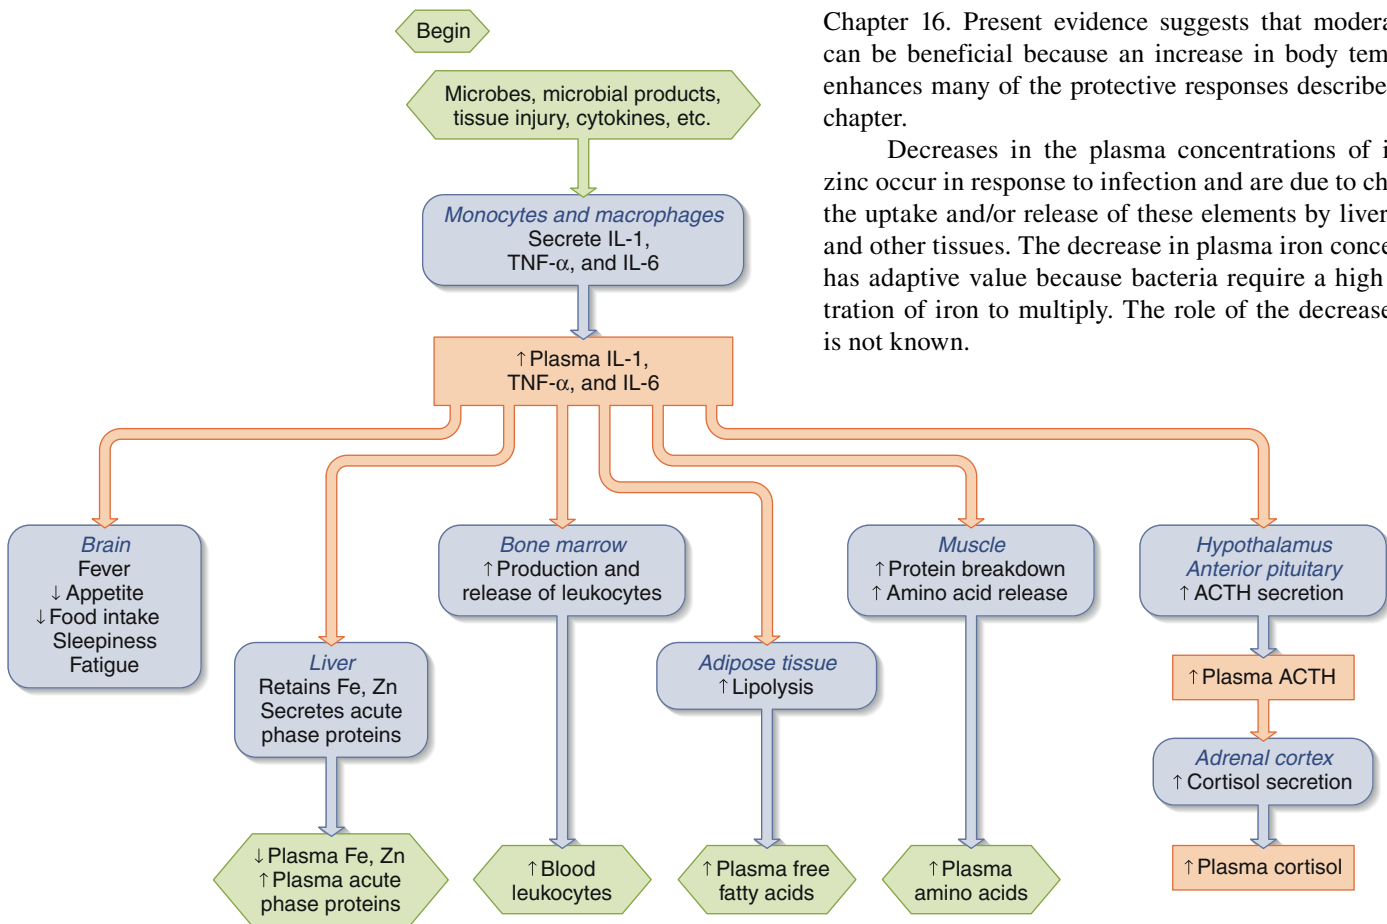 Begin
Microbes, microbial products,
tissue injury, cytokines, etc.
Monocytes and macrophages
Secrete IL-1,
TNF-α, and IL-6
↑ Plasma IL-1,
TNF-α, and IL-6
Brain
Fever
↓ Appetite
↓ Food intake
Sleepiness
Fatigue
Liver
Retains Fe, Zn
Secretes acute
phase proteins
↓ Plasma Fe, Zn
↑ Plasma acute
phase proteins
Bone marrow
↑ Production and
release of leukocytes
↑ Blood
leukocytes
Adipose tissue
↑ Lipolysis
↑ Plasma free
fatty acids
Muscle
↑ Protein breakdown
↑ Amino acid release
↑ Plasma
amino acids
Hypothalamus
Anterior pituitary
↑ ACTH secretion
↑ Plasma ACTH
Adrenal cortex
↑ Cortisol secretion
↑ Plasma cortisol
Chapter 16. Present evidence suggests that modera
can be beneficial because an increase in body tem
enhances many of the protective responses describe
chapter.
Decreases in the plasma concentrations of i
zinc occur in response to infection and are due to ch
the uptake and/or release of these elements by liver
and other tissues. The decrease in plasma iron conce
has adaptive value because bacteria require a high
tration of iron to multiply. The role of the decrease
is not known.